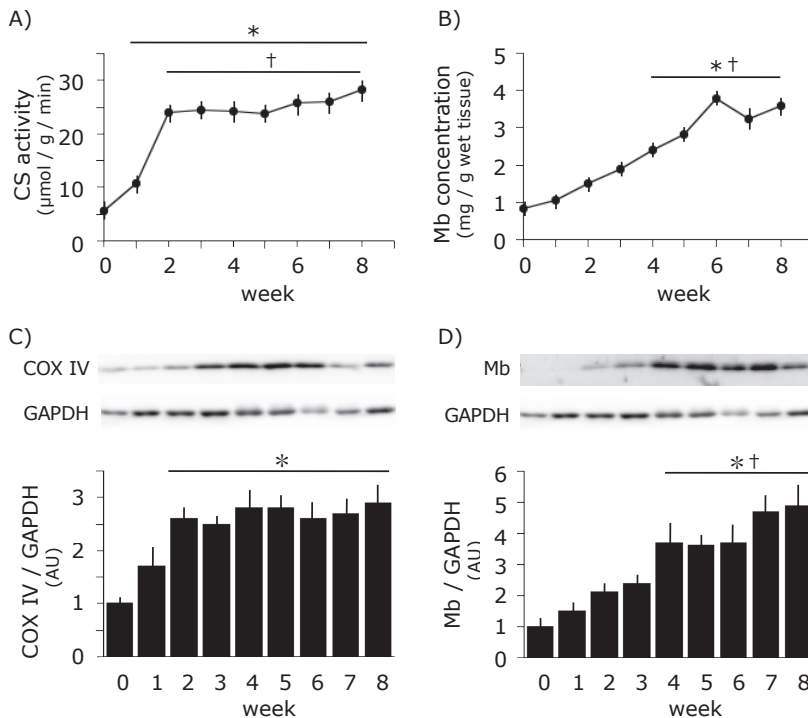 A)
*
†
30
20
10
0
CS activity
(μmol / g / min)
0 2 4 6 8
week
B)
* †
5
4
3
2
1
0
Mb concentration
(mg / g wet tissue)
0 2 4 6 8
week
C)
COX IV
GAPDH
*
3
2
1
0
COX IV / GAPDH
(AU)
0 1 2 3 4 5 6 7 8
week
D)
Mb
GAPDH
* †
6
5
4
3
2
1
0
Mb / GAPDH
(AU)
0 1 2 3 4 5 6 7 8
week